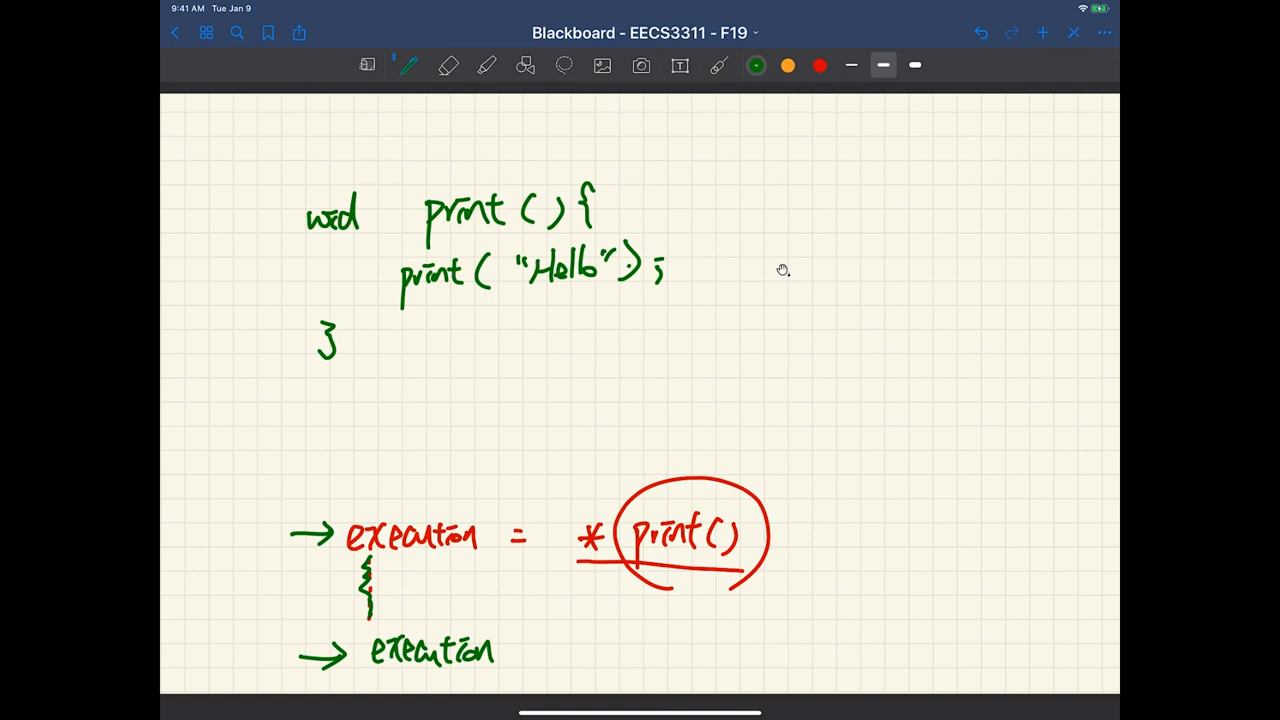 9:41 AM Tue Jan 9
Blackboard - EECS3311 - F19
void print () {
print ( "Hello" ) ;
}
→ execution = * print ()
→ execution